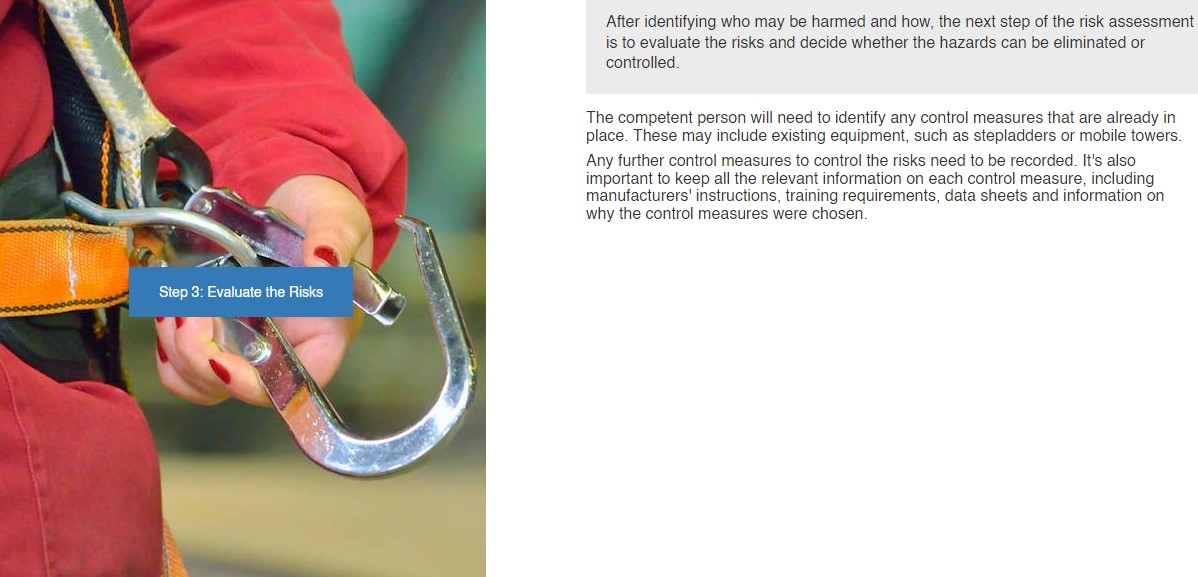 After identifying who may be harmed and how, the next step of the risk assessment
is to evaluate the risks and decide whether the hazards can be eliminated or
controlled.
The competent person will need to identify any control measures that are already in
place. These may include existing equipment, such as stepladders or mobile towers.
Any further control measures to control the risks need to be recorded. It's also
important to keep all the relevant information on each control measure, including
manufacturers' instructions, training requirements, data sheets and information on
why the control measures were chosen.
Step 3: Evaluate the Risks